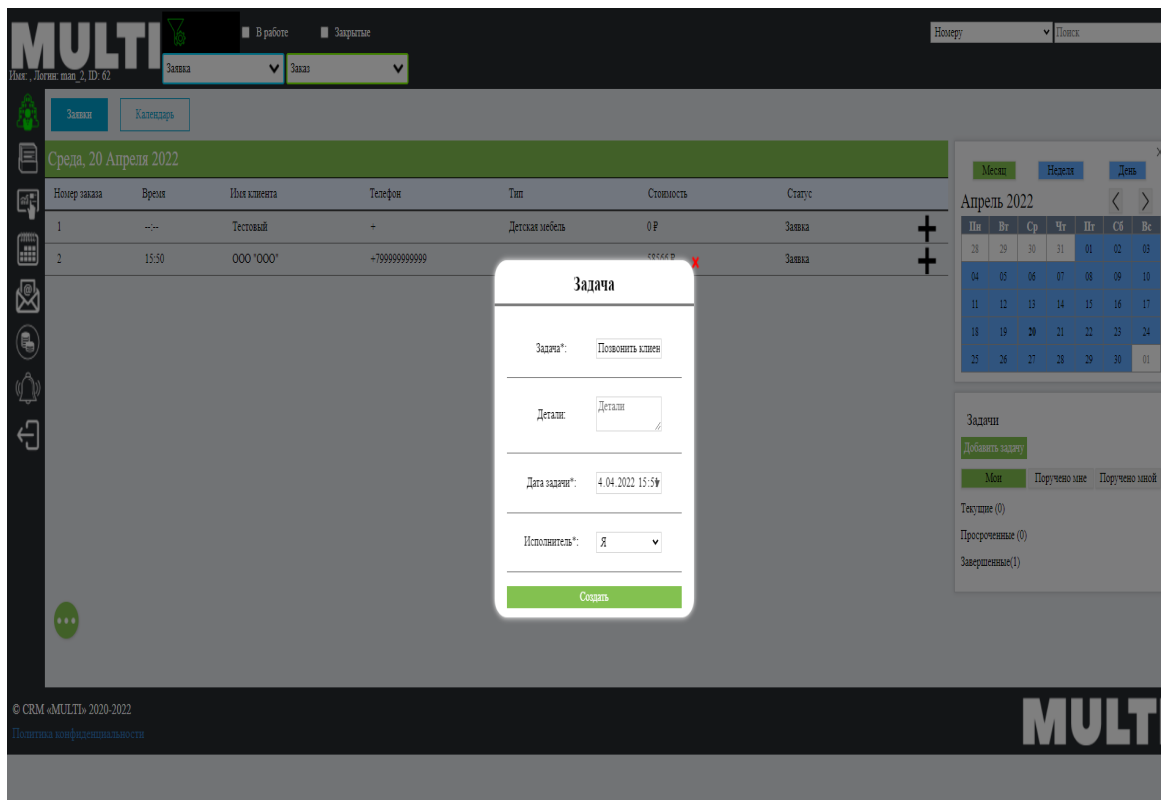 MULTI
Имя: , Логин: man_2, ID: 62
В работе Закрытые
Заявка Заказ
Номеру Поиск
Заявки Календарь
Среда, 20 Апреля 2022
Номер заказа Время Имя клиента Телефон Тип Стоимость Статус
1 --:-- Тестовый + Детская мебель 0 ₽ Заявка
2 15:50 ООО "ООО" +799999999999 58566 ₽ Заявка
Задача
Задача*: Позвонить клиен
Детали: Детали
Дата задачи*: 4.04.2022 15:5
Исполнитель*: Я
Создать
Месяц Неделя День
Апрель 2022
Пн Вт Ср Чт Пт Сб Вс
28 29 30 31 01 02 03
04 05 06 07 08 09 10
11 12 13 14 15 16 17
18 19 20 21 22 23 24
25 26 27 28 29 30 01
Задачи
Добавить задачу
Мои Поручено мне Поручено мной
Текущие (0)
Просроченные (0)
Завершенные(1)
© CRM «MULTI» 2020-2022
Политика конфиденциальности
MULTI